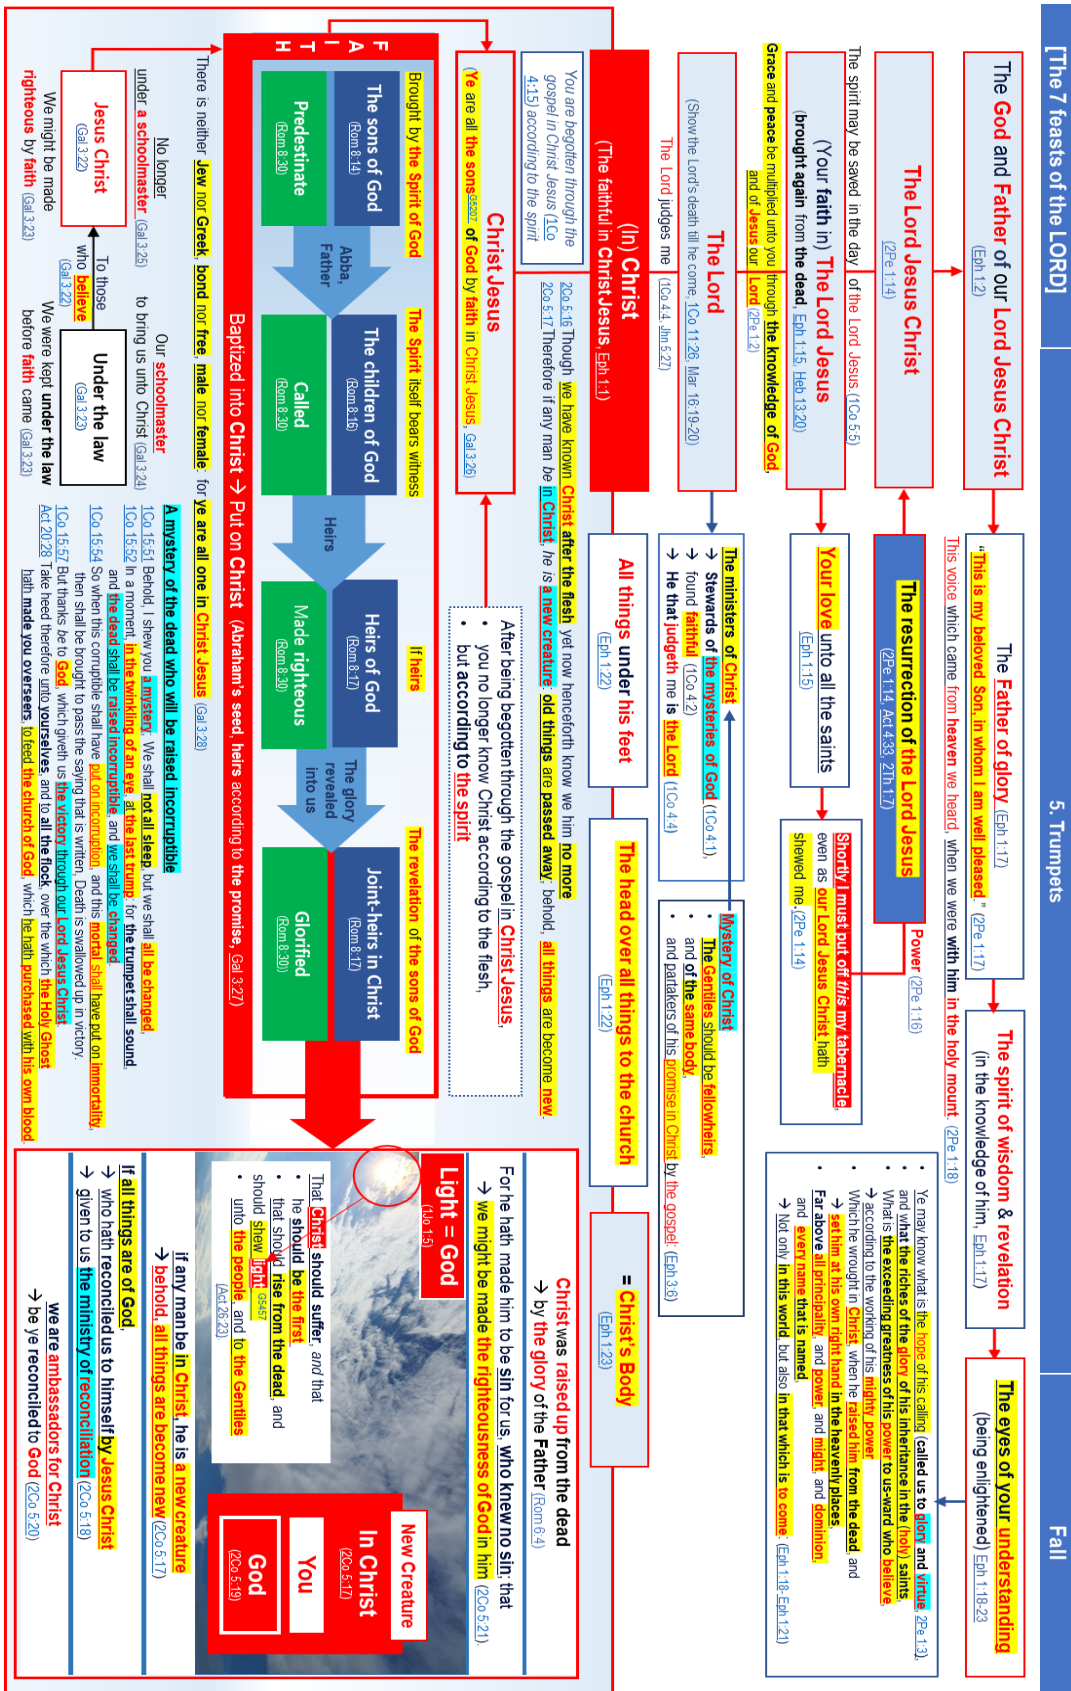 [The 7 feasts of the LORD]
5. Trumpets
Fall
The God and Father of our Lord Jesus Christ
(Eph 1:2)
The Father of glory (Eph 1:17)
"This is my beloved Son, in whom I am well pleased." (2Pe 1:17)
The spirit of wisdom & revelation
(in the knowledge of him, Eph 1:17)
The eyes of your understanding
(being enlightened) Eph 1:18-23
This voice which came from heaven we heard, when we were with him in the holy mount. (2Pe 1:18)
The Lord Jesus Christ
(2Pe 1:14)
The resurrection of the Lord Jesus
(2Pe 1:14, Act 4:33, 2Th 1:7)
Power (2Pe 1:16)
The spirit may be saved in the day of the Lord Jesus (1Co 5:5)
(Your faith in) The Lord Jesus
(brought again from the dead, Eph 1:15, Heb 13:20)
Your love unto all the saints
(Eph 1:15)
Shortly I must put off this my tabernacle,
even as our Lord Jesus Christ hath
shewed me, (2Pe 1:14)
Ye may know what is the hope of his calling (called us to glory and virtue, 2Pe 1:3),
and what the riches of the glory of his inheritance in the (holy) saints,
What is the exceeding greatness of his power to us-ward who believe,
→ according to the working of his mighty power
Which he wrought in Christ, when he raised him from the dead, and
→ set him at his own right hand in the heavenly places,
Far above all principality, and power, and might, and dominion,
and every name that is named,
→ Not only in this world, but also in that which is to come: (Eph 1:18- Eph 1:21)
Grace and peace be multiplied unto you through the knowledge of God,
and of Jesus our Lord (2Pe 1:2)
The Lord
(Show the Lord's death till he come, 1Co 11:26, Mar 16:19-20)
The ministers of Christ
→ Stewards of the mysteries of God (1Co 4:1),
→ found faithful (1Co 4:2)
→ He that judgeth me is the Lord (1Co 4:4)
Mystery of Christ
• The Gentiles should be fellowheirs,
• and of the same body,
• and partakers of his promise in Christ by the gospel: (Eph 3:6)
The Lord judges me (1Co 4:4, Jhn 5:27)
(In) Christ
(The faithful in Christ Jesus, Eph 1:1)
All things under his feet
(Eph 1:22)
The head over all things to the church
(Eph 1:22)
= Christ's Body
(Eph 1:23)
You are begotten through the
gospel in Christ Jesus (1Co
4:15) according to the spirit
2Co 5:16 Though we have known Christ after the flesh yet now henceforth know we him no more
2Co 5:17 Therefore if any man be in Christ, he is a new creature: old things are passed away; behold, all things are become new.
Christ Jesus
(Ye are all the sonsG5207 of God by faith in Christ Jesus, Gal 3:26)
After being begotten through the gospel in Christ Jesus,
• you no longer know Christ according to the flesh,
• but according to the spirit
FAITH
Brought by the Spirit of God
The Spirit itself bears witness
If heirs
The revelation of the sons of God
The sons of God
(Rom 8:14)
Predestinate
(Rom 8:30)
Abba,
Father
The children of God
(Rom 8:16)
Called
(Rom 8:30)
Heirs
Heirs of God
(Rom 8:17)
Made righteous
(Rom 8:30)
The glory
revealed
into us
Joint-heirs in Christ
(Rom 8:17)
Glorified
(Rom 8:30))
Baptized into Christ → Put on Christ (Abraham's seed, heirs according to the promise, Gal 3:27)
There is neither Jew nor Greek, bond nor free, male nor female: for ye are all one in Christ Jesus (Gal 3:28)
No longer
under a schoolmaster (Gal 3:25)
Our schoolmaster
to bring us unto Christ (Gal 3:24)
Jesus Christ
(Gal 3:22)
To those
who believe
(Gal 3:22)
Under the law
(Gal 3:23)
We might be made
righteous by faith (Gal 3:23)
We were kept under the law
before faith came (Gal 3:23)
A mystery of the dead who will be raised incorruptible
1Co 15:51 Behold, I shew you a mystery; We shall not all sleep, but we shall all be changed,
1Co 15:52 In a moment, in the twinkling of an eye, at the last trump: for the trumpet shall sound,
and the dead shall be raised incorruptible, and we shall be changed.
1Co 15:54 So when this corruptible shall have put on incorruption, and this mortal shall have put on immortality,
then shall be brought to pass the saying that is written, Death is swallowed up in victory.
1Co 15:57 But thanks be to God, which giveth us the victory through our Lord Jesus Christ.
Act 20:28 Take heed therefore unto yourselves, and to all the flock, over the which the Holy Ghost
hath made you overseers, to feed the church of God, which he hath purchased with his own blood.
Christ was raised up from the dead
→ by the glory of the Father (Rom 6:4)
For he hath made him to be sin for us, who knew no sin, that
→ we might be made the righteousness of God in him (2Co 5:21).
Light = God
(1Jo 1:5)
That Christ should suffer, and that
• he should be the first
• that should rise from the dead, and
should shew light G5457
• unto the people, and to the Gentiles
(Act 26:23).
New Creature
In Christ
(2Co 5:17)
You
God
(2Co 5:19)
if any man be in Christ, he is a new creature
→ behold, all things are become new (2Co 5:17)
If all things are of God,
→ who hath reconciled us to himself by Jesus Christ
→ given to us the ministry of reconciliation (2Co 5:18)
we are ambassadors for Christ
→ be ye reconciled to God (2Co 5:20)